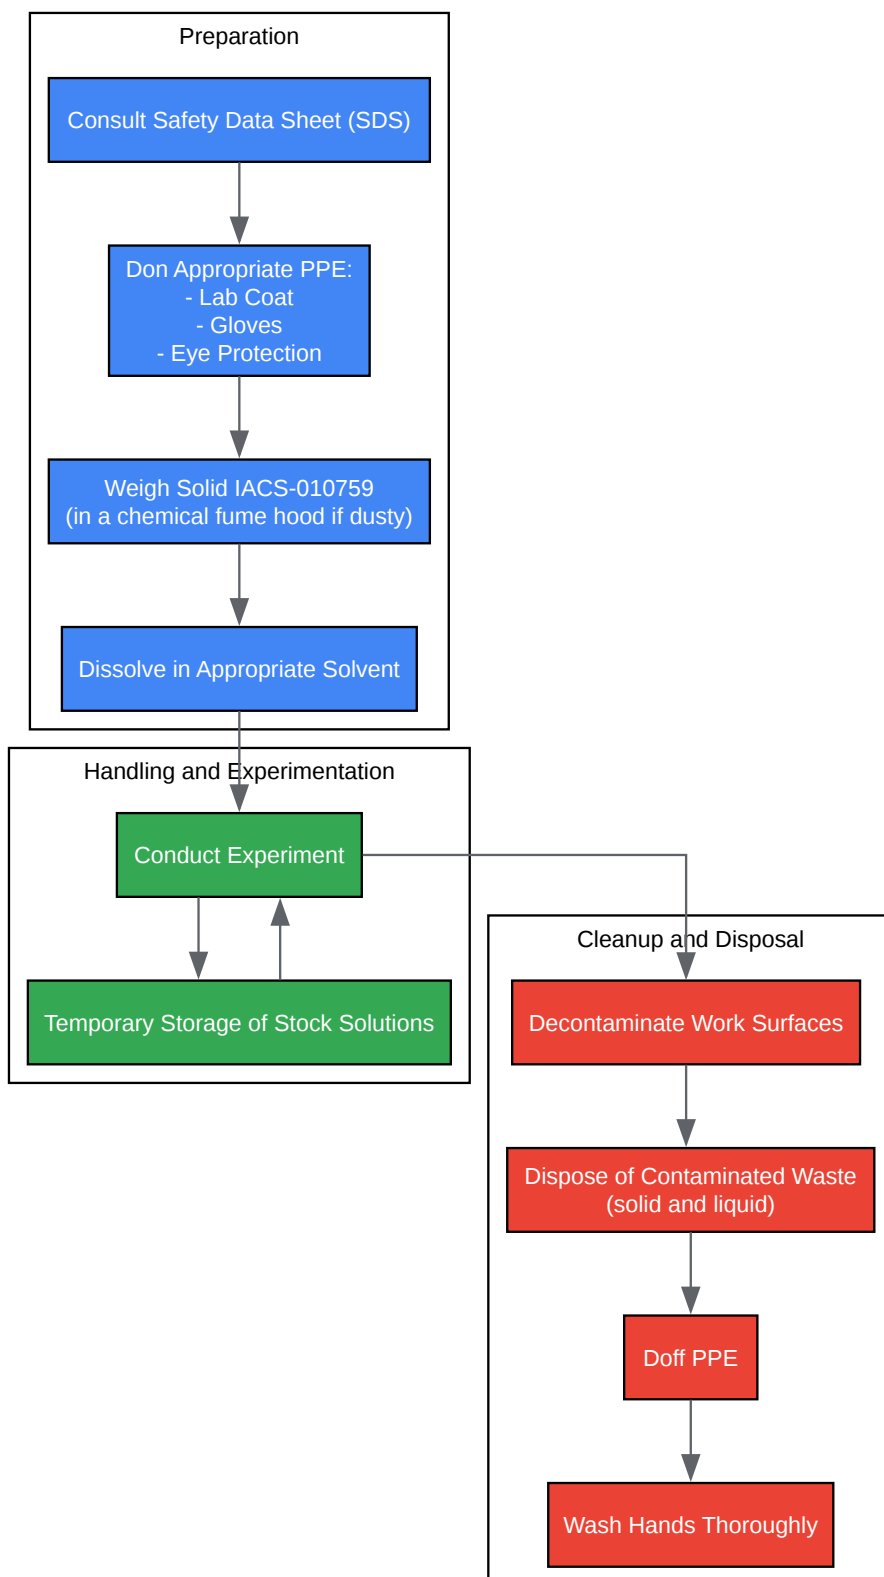 Preparation
Consult Safety Data Sheet (SDS)
Don Appropriate PPE:
- Lab Coat
- Gloves
- Eye Protection
Weigh Solid IACS-010759
(in a chemical fume hood if dusty)
Dissolve in Appropriate Solvent
Handling and Experimentation
Conduct Experiment
Temporary Storage of Stock Solutions
Cleanup and Disposal
Decontaminate Work Surfaces
Dispose of Contaminated Waste
(solid and liquid)
Doff PPE
Wash Hands Thoroughly